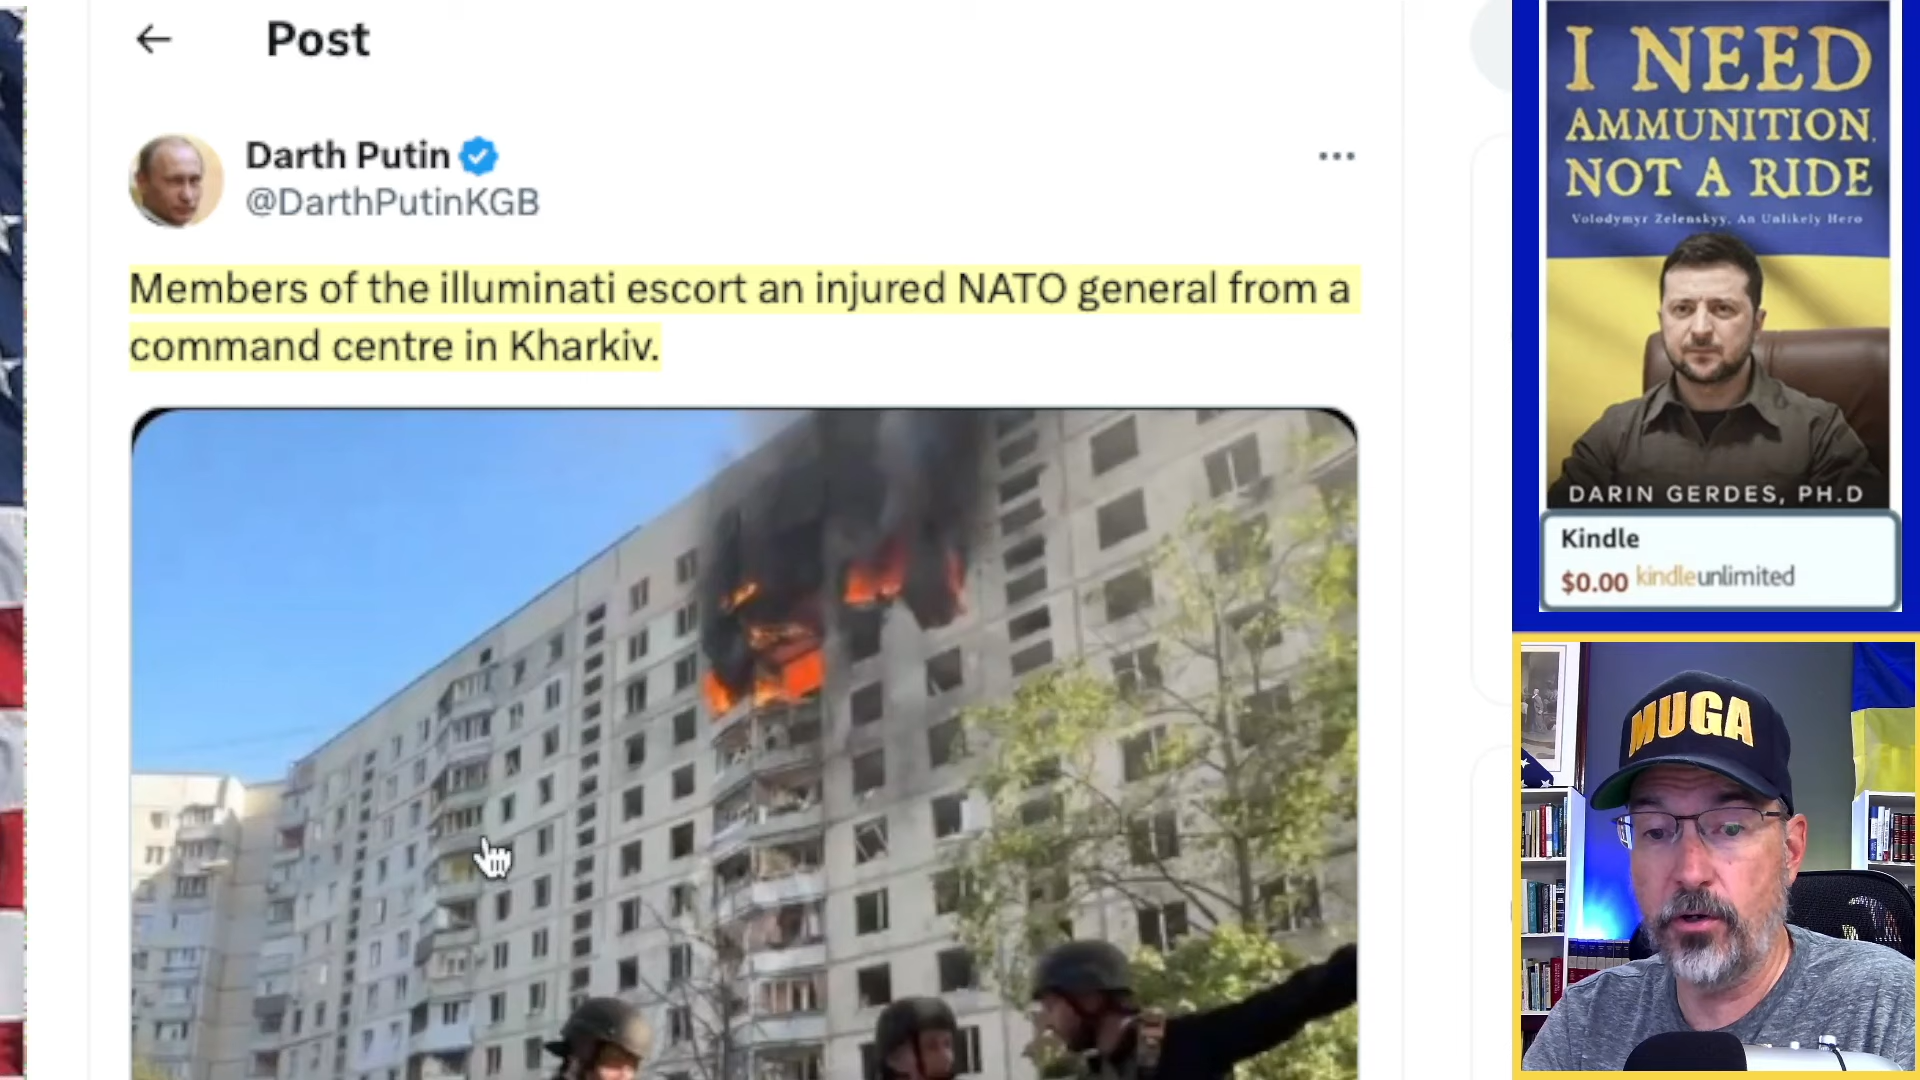 Post
Darth Putin
@DarthPutinKGB
Members of the illuminati escort an injured NATO general from a
command centre in Kharkiv.
I NEED
AMMUNITION,
NOT A RIDE
Volodymyr Zelenskyy, An Unlikely Hero
DARIN GERDES, PH.D
Kindle
$0.00 kindleunlimited
MUGA